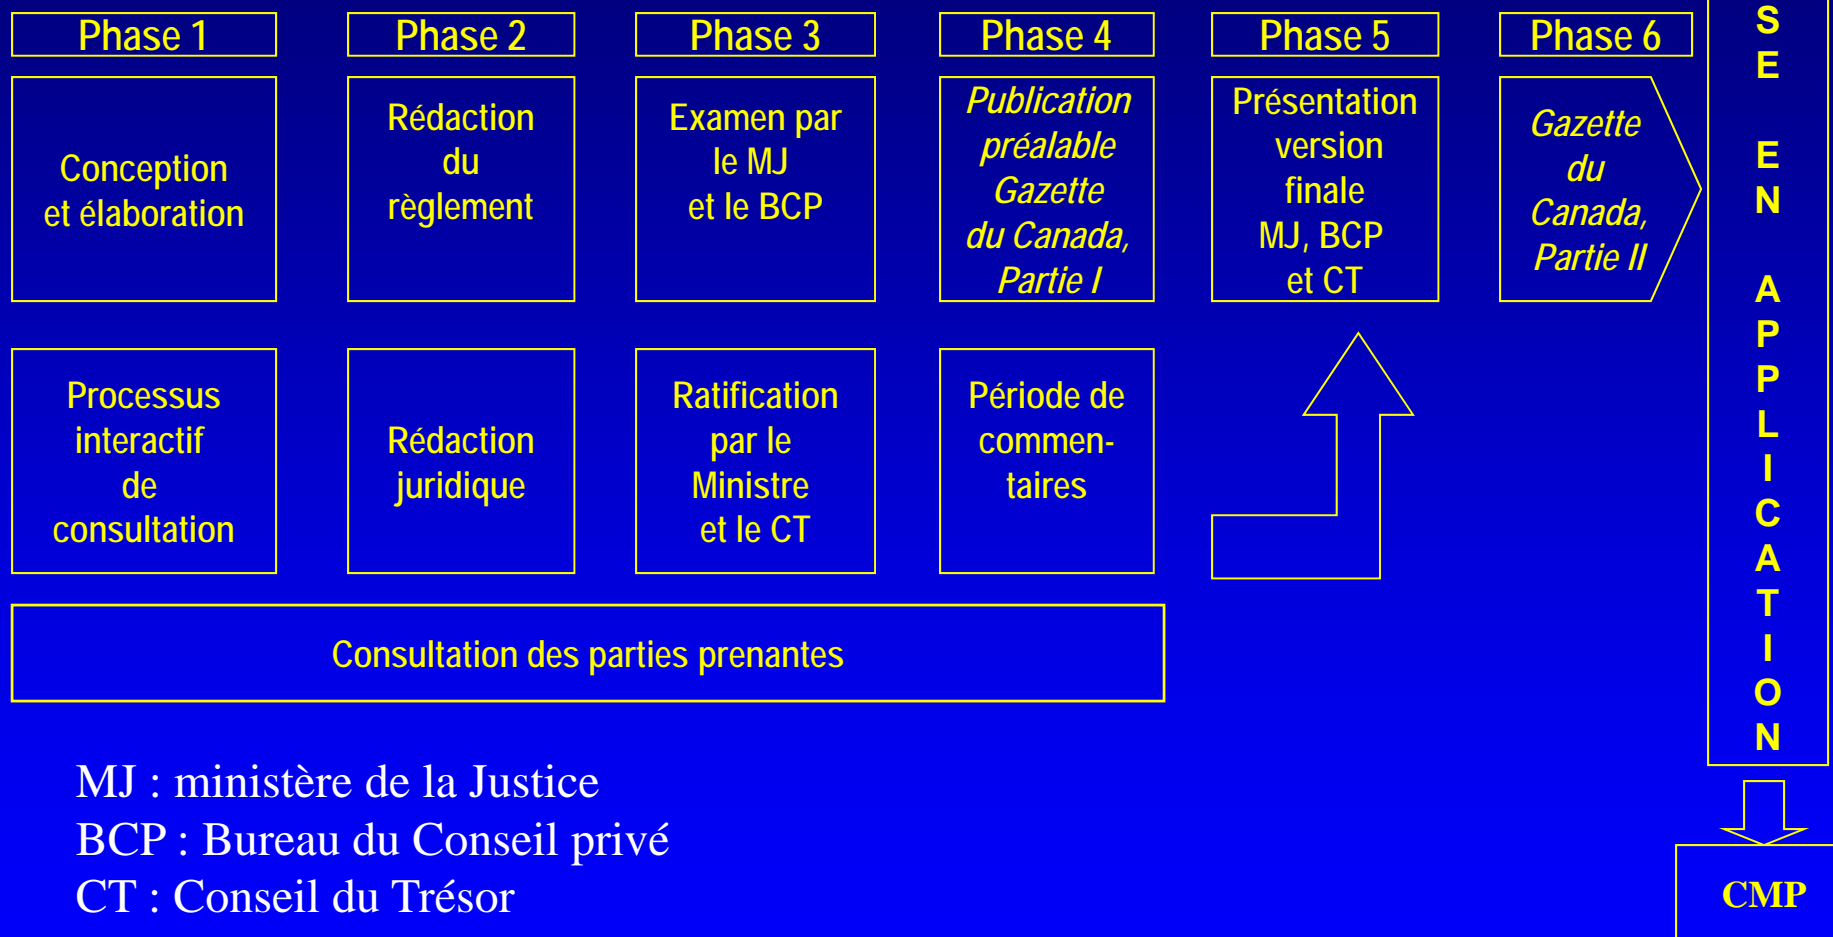 Phase 1
Phase 2
Phase 3
Phase 4
Phase 5
Phase 6
Conception
et élaboration
Rédaction
du
règlement
Examen par
le MJ
et le BCP
Publication
préalable
Gazette
du Canada,
Partie I
Présentation
version
finale
MJ, BCP
et CT
Gazette
du
Canada,
Partie II
Processus
interactif
de
consultation
Rédaction
juridique
Ratification
par le
Ministre
et le CT
Période de
commen-
taires
Consultation des parties prenantes
S
E
E
N
A
P
P
L
I
C
A
T
I
O
N
MJ : ministère de la Justice
BCP : Bureau du Conseil privé
CT : Conseil du Trésor
CMP